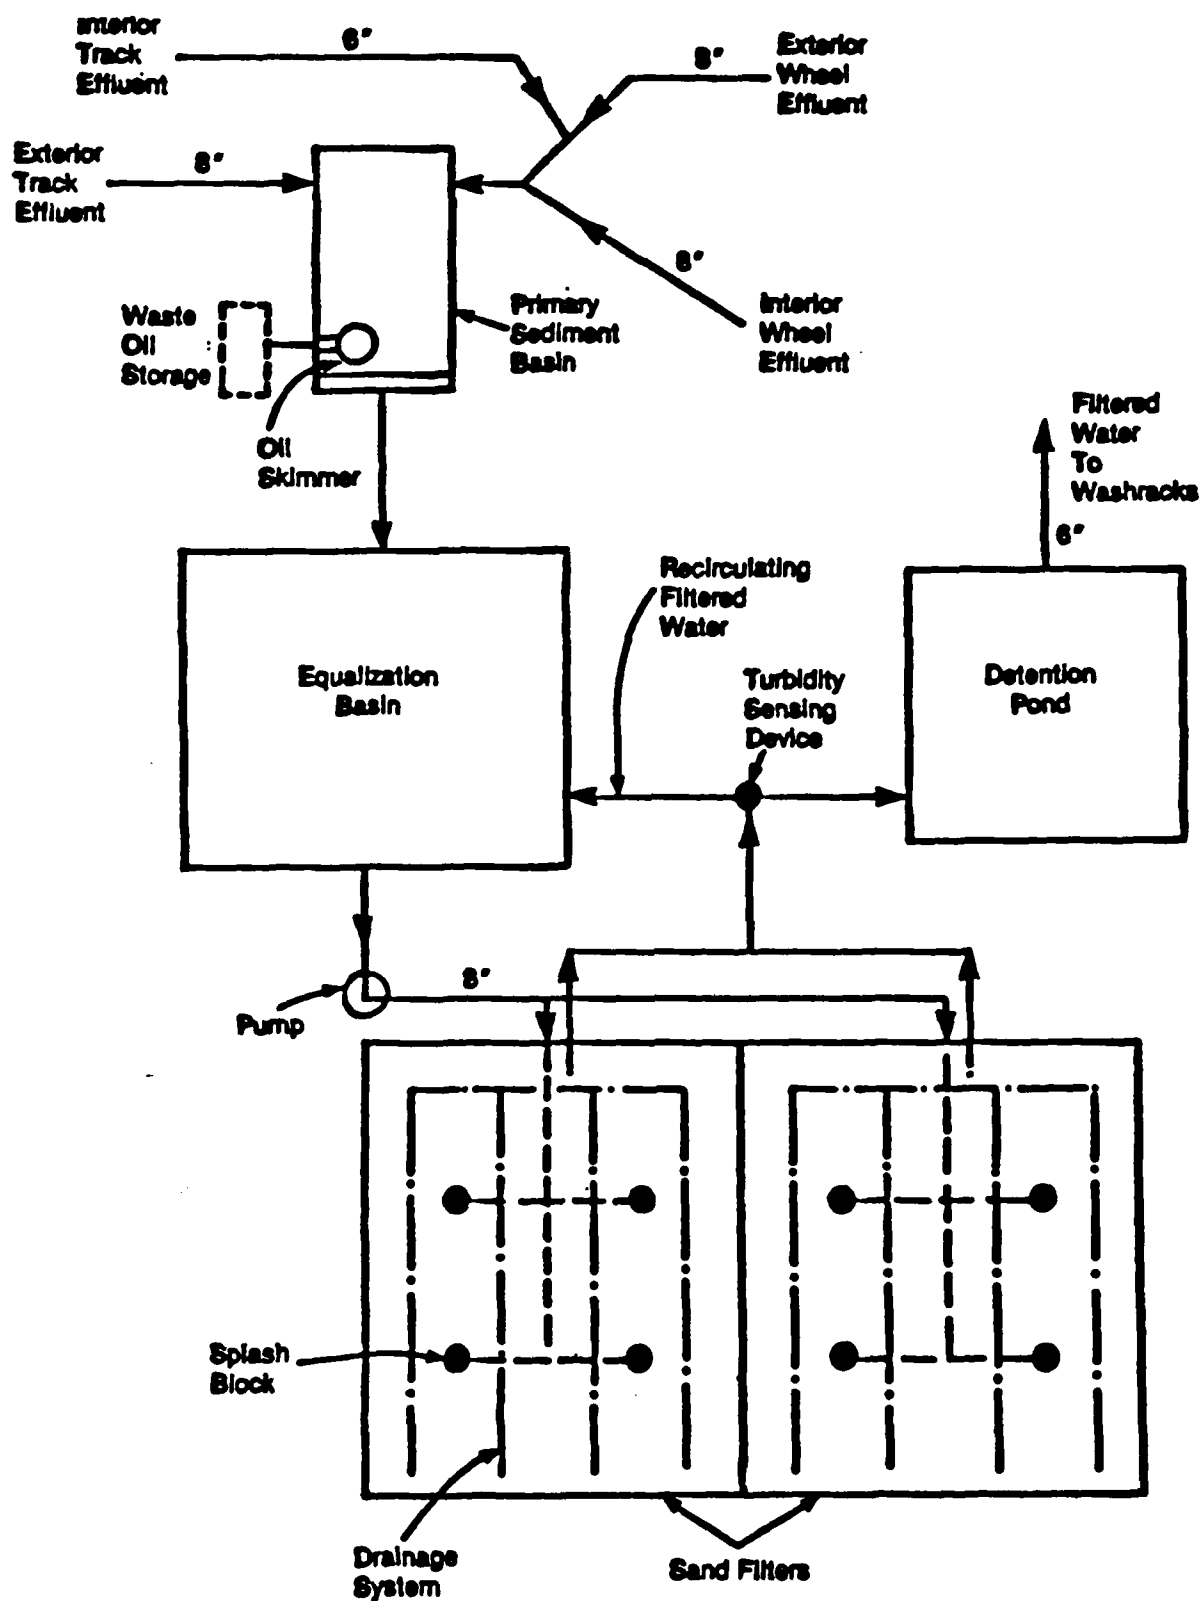 Interior
Track
Effluent
6"
8"
Exterior
Wheel
Effluent
Exterior
Track
Effluent
8"
8"
Interior
Wheel
Effluent
Waste
Oil
Storage
Primary
Sediment
Basin
Oil
Skimmer
Filtered
Water
To
Washracks
6"
Recirculating
Filtered
Water
Equalization
Basin
Turbidity
Sensing
Device
Detention
Pond
8"
Pump
Splash
Block
Drainage
System
Sand Filters